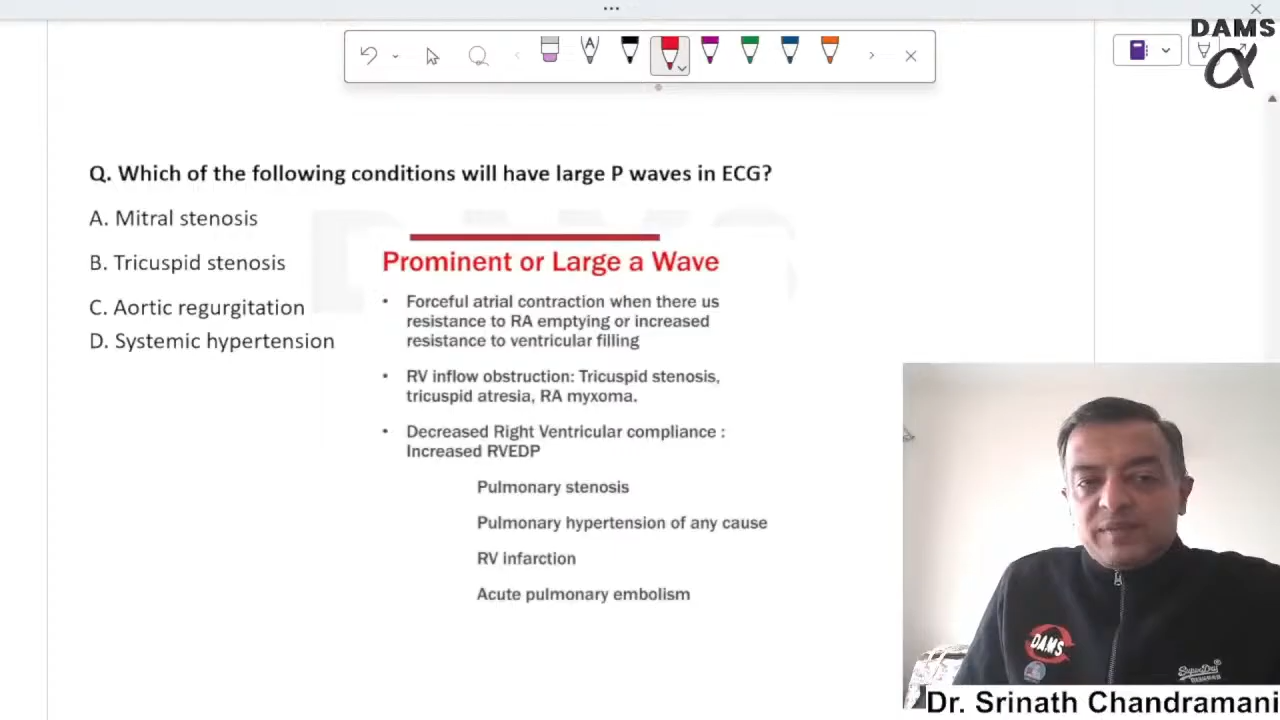 DAMS
α
Q. Which of the following conditions will have large P waves in ECG?
A. Mitral stenosis
B. Tricuspid stenosis
C. Aortic regurgitation
D. Systemic hypertension
Prominent or Large a Wave
• Forceful atrial contraction when there us
resistance to RA emptying or increased
resistance to ventricular filling
• RV inflow obstruction: Tricuspid stenosis,
tricuspid atresia, RA myxoma.
• Decreased Right Ventricular compliance :
Increased RVEDP
Pulmonary stenosis
Pulmonary hypertension of any cause
RV infarction
Acute pulmonary embolism
DAMS
Superdry
Dr. Srinath Chandramani